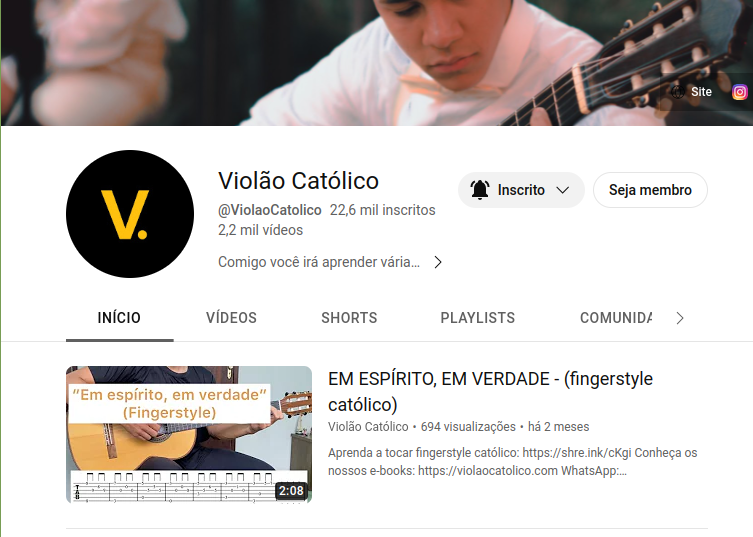 Site
V.
Violão Católico
Inscrito
Seja membro
@ViolaoCatolico 22,6 mil inscritos
2,2 mil vídeos
Comigo você irá aprender vária...
INÍCIO VÍDEOS SHORTS PLAYLISTS COMUNIDA
"Em espírito, em verdade"
(Fingerstyle)
2:08
EM ESPÍRITO, EM VERDADE - (fingerstyle
católico)
Violão Católico • 694 visualizações • há 2 meses
Aprenda a tocar fingerstyle católico: https://shre.ink/cKgi Conheça os
nossos e-books: https://violaocatolico.com WhatsApp:...